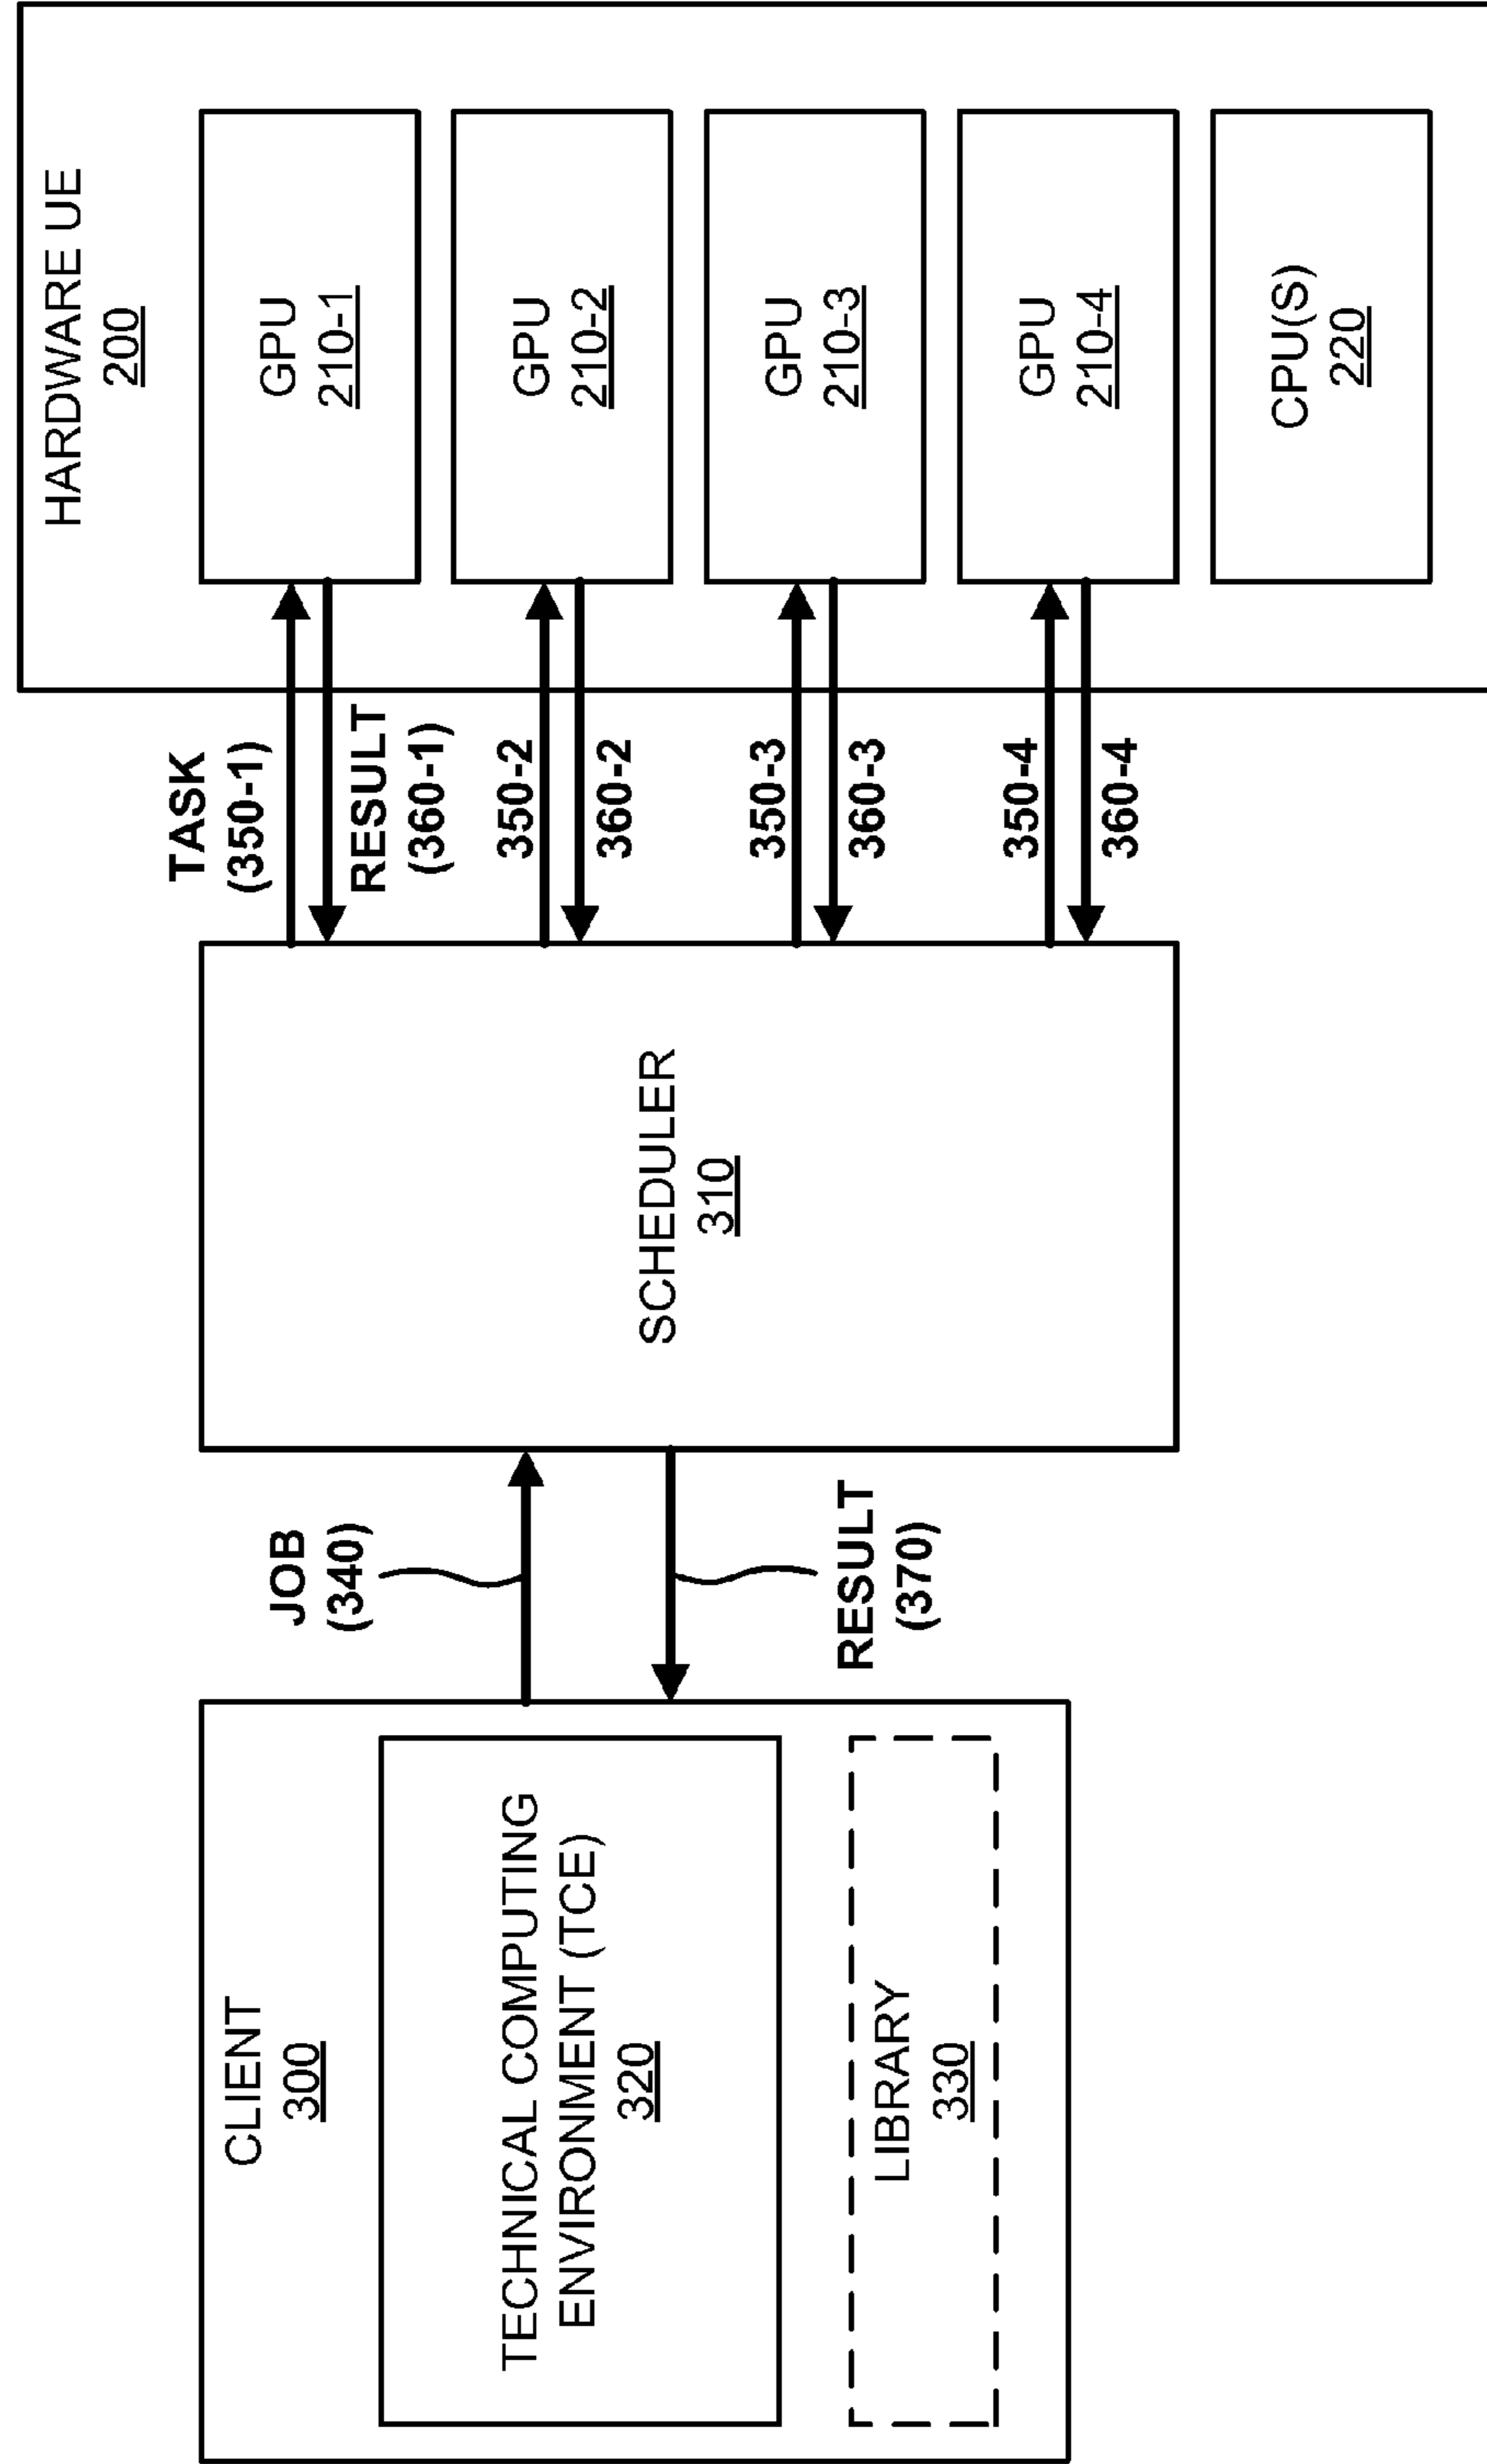 CLIENT
300
TECHNICAL COMPUTING
ENVIRONMENT (TCE)
320
LIBRARY
330
JOB
(340)
RESULT
(370)
SCHEDULER
310
TASK
(350-1)
RESULT
(360-1)
350-2
360-2
350-3
360-3
350-4
360-4
HARDWARE UE
200
GPU
210-1
GPU
210-2
GPU
210-3
GPU
210-4
CPU(S)
220